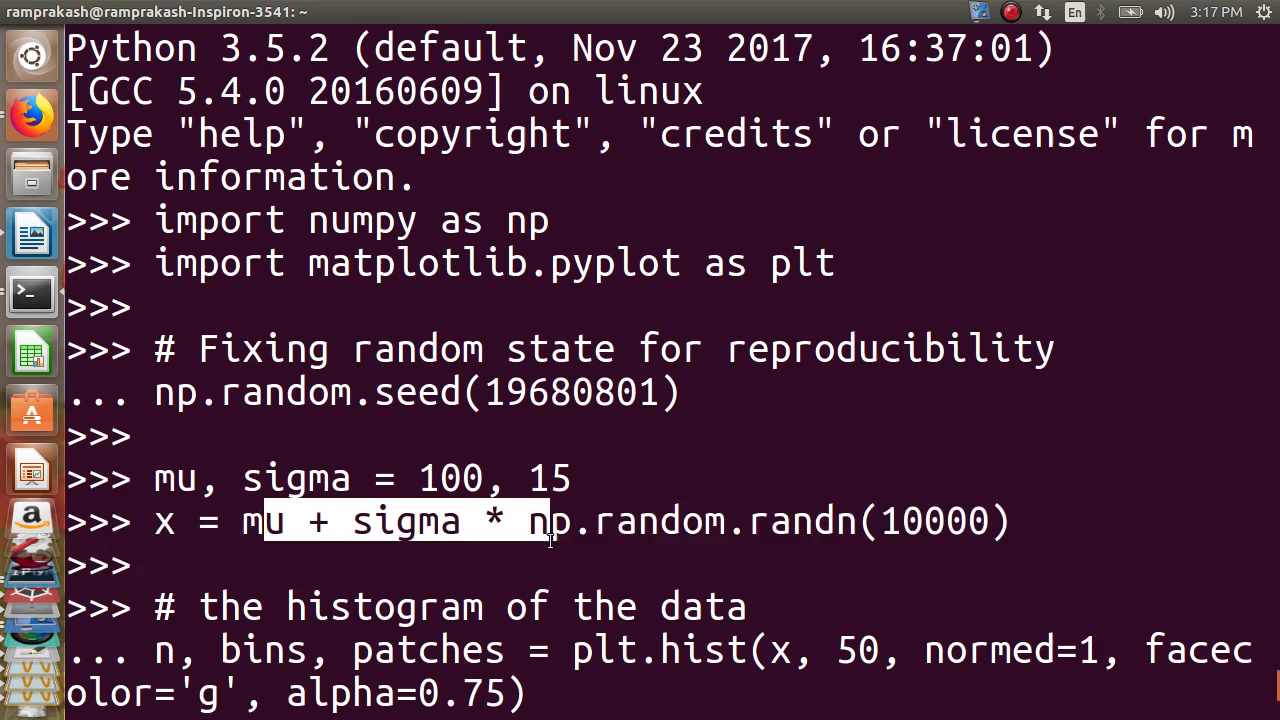 ramprakash@ramprakash-Inspiron-3541: ~
En
3:17 PM
Python 3.5.2 (default, Nov 23 2017, 16:37:01)
[GCC 5.4.0 20160609] on linux
Type "help", "copyright", "credits" or "license" for m
ore information.
>>> import numpy as np
>>> import matplotlib.pyplot as plt
>>>
>>> # Fixing random state for reproducibility
... np.random.seed(19680801)
>>>
>>> mu, sigma = 100, 15
>>> x = mu + sigma * np.random.randn(10000)
>>>
>>> # the histogram of the data
... n, bins, patches = plt.hist(x, 50, normed=1, facec
olor='g', alpha=0.75)